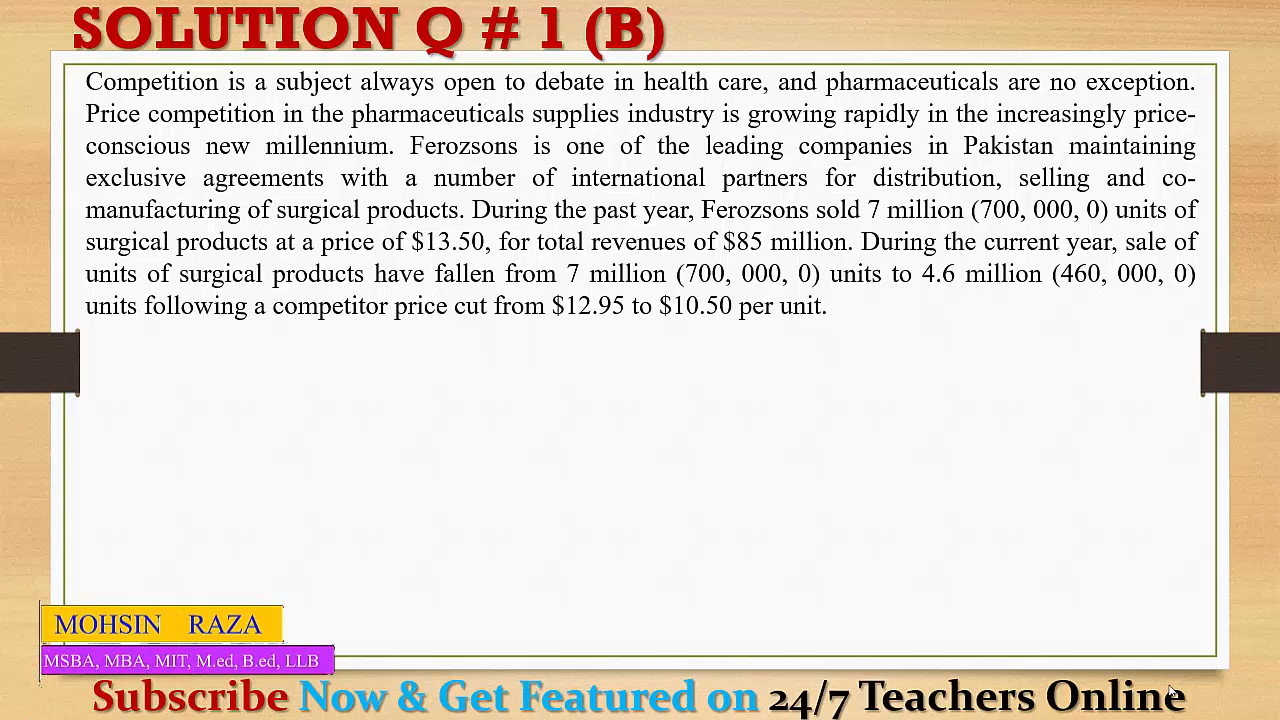 SOLUTION Q # 1 (B)
Competition is a subject always open to debate in health care, and pharmaceuticals are no exception.
Price competition in the pharmaceuticals supplies industry is growing rapidly in the increasingly price-
conscious new millennium. Ferozsons is one of the leading companies in Pakistan maintaining
exclusive agreements with a number of international partners for distribution, selling and co-
manufacturing of surgical products. During the past year, Ferozsons sold 7 million (700, 000, 0) units of
surgical products at a price of $13.50, for total revenues of $85 million. During the current year, sale of
units of surgical products have fallen from 7 million (700, 000, 0) units to 4.6 million (460, 000, 0)
units following a competitor price cut from $12.95 to $10.50 per unit.
MOHSIN RAZA
MSBA, MBA, MIT, M.ed, B.ed, LLB
Subscribe Now & Get Featured on 24/7 Teachers Online